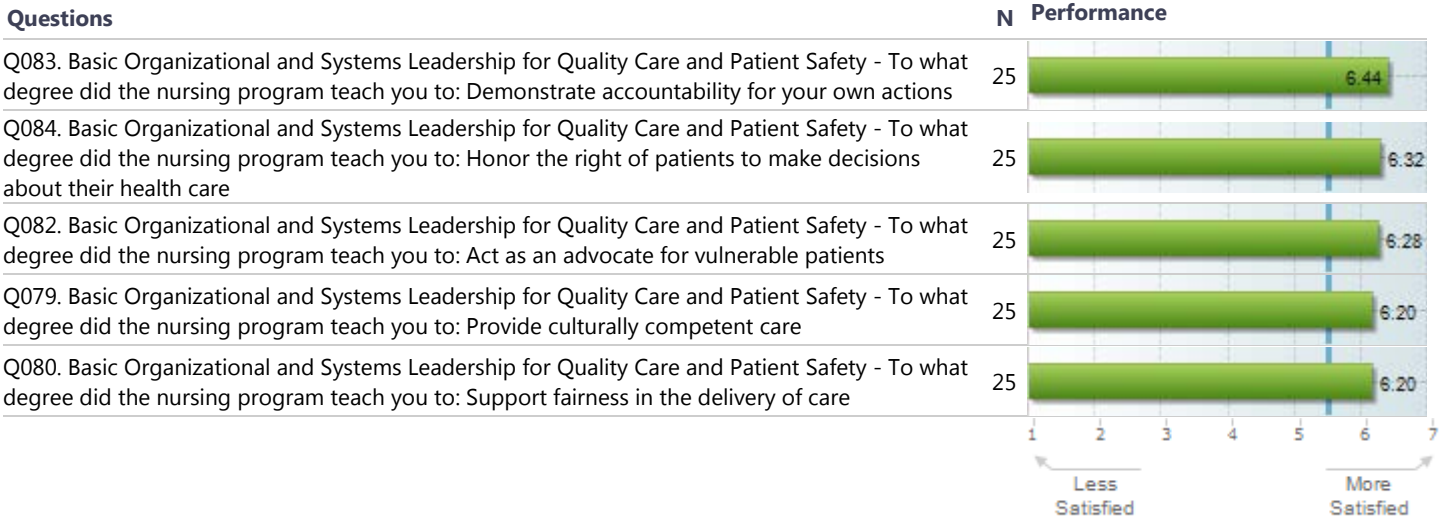 Questions N Performance
Q083. Basic Organizational and Systems Leadership for Quality Care and Patient Safety - To what
degree did the nursing program teach you to: Demonstrate accountability for your own actions
25
6.44
Q084. Basic Organizational and Systems Leadership for Quality Care and Patient Safety - To what
degree did the nursing program teach you to: Honor the right of patients to make decisions
about their health care
25
6.32
Q082. Basic Organizational and Systems Leadership for Quality Care and Patient Safety - To what
degree did the nursing program teach you to: Act as an advocate for vulnerable patients
25
6.28
Q079. Basic Organizational and Systems Leadership for Quality Care and Patient Safety - To what
degree did the nursing program teach you to: Provide culturally competent care
25
6.20
Q080. Basic Organizational and Systems Leadership for Quality Care and Patient Safety - To what
degree did the nursing program teach you to: Support fairness in the delivery of care
25
6.20
1 2 3 4 5 6 7
Less More
Satisfied Satisfied